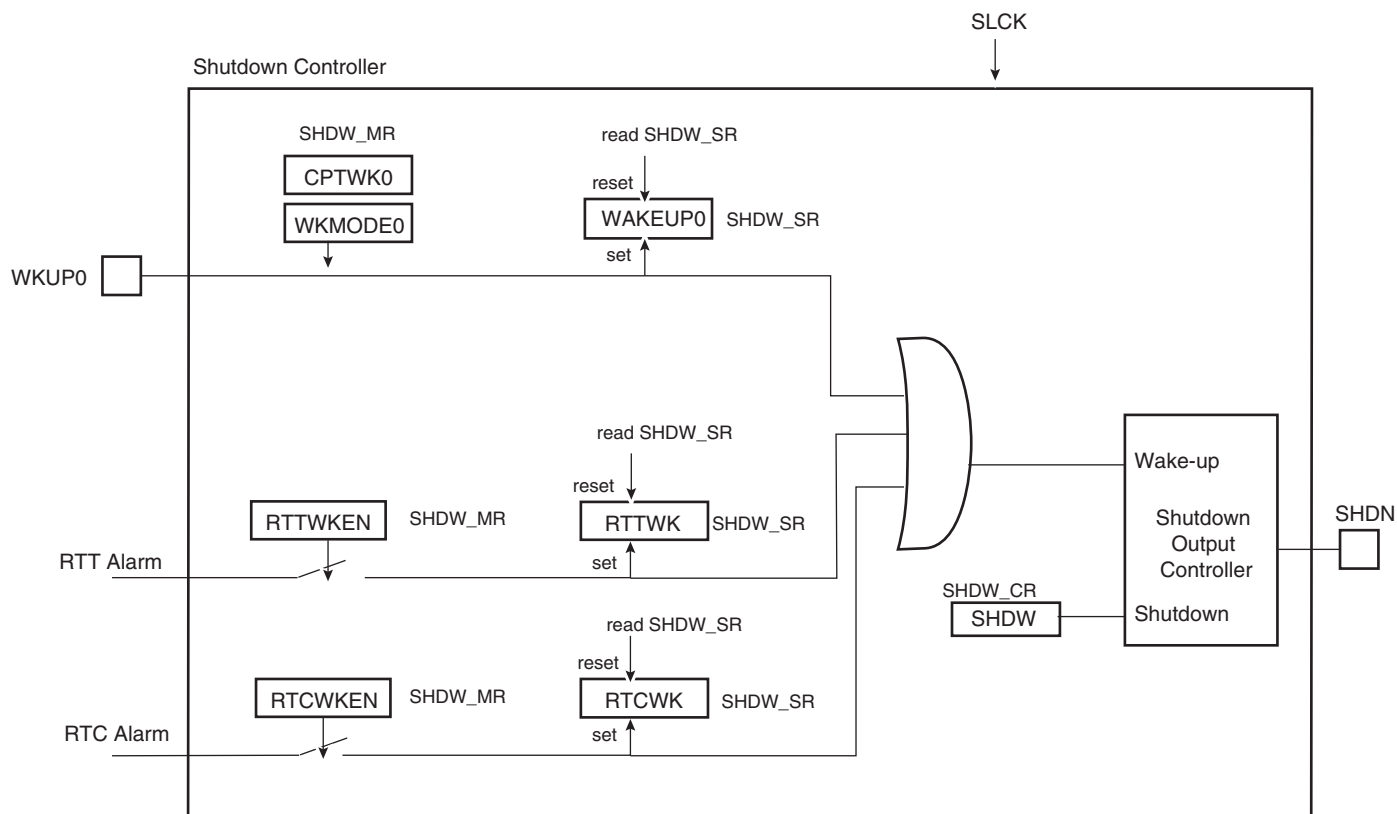 SLCK
Shutdown Controller
SHDW_MR
CPTWK0
WKMODE0
read SHDW_SR
reset
WAKEUP0
SHDW_SR
set
WKUP0
read SHDW_SR
reset
RTTWKEN
SHDW_MR
RTTWK
SHDW_SR
set
RTT Alarm
read SHDW_SR
reset
RTCWKEN
SHDW_MR
RTCWK
SHDW_SR
set
RTC Alarm
Wake-up
Shutdown
Output
Controller
SHDW_CR
SHDW
Shutdown
SHDN